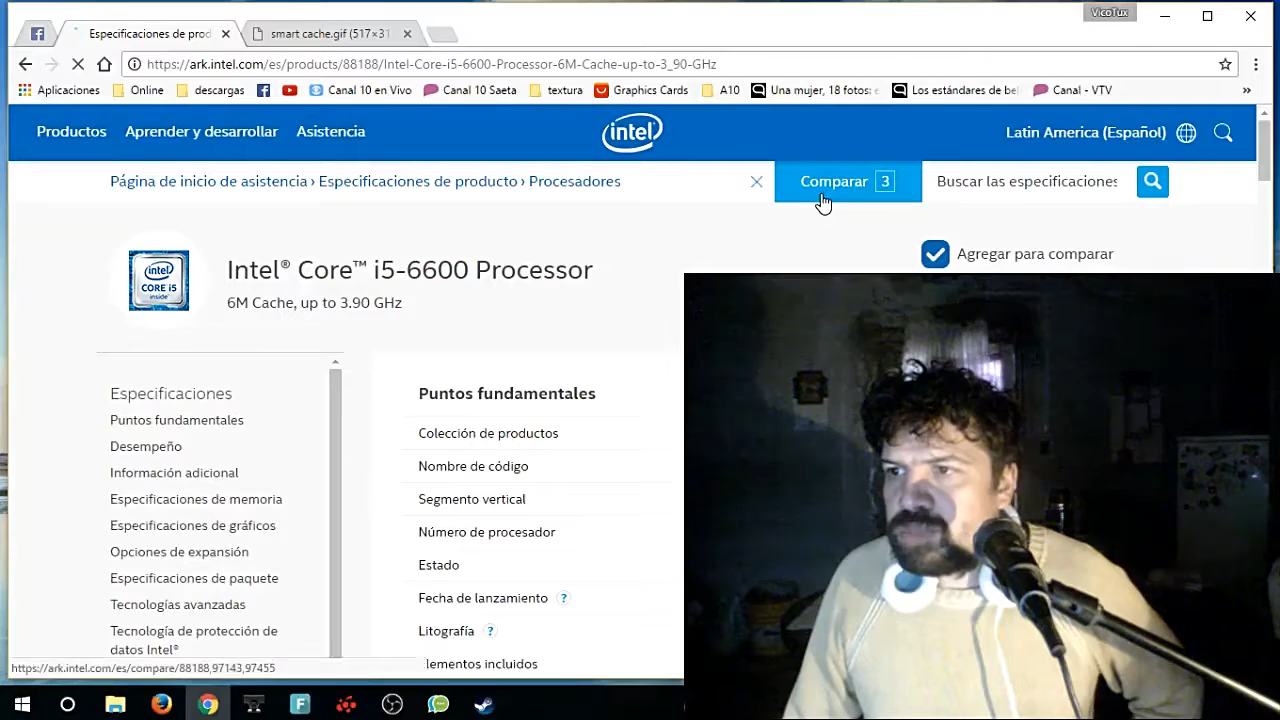 VicoTux
Especificaciones de prod
smart cache.gif (517×31
https://ark.intel.com/es/products/88188/Intel-Core-i5-6600-Processor-6M-Cache-up-to-3_90-GHz
Aplicaciones Online descargas Canal 10 en Vivo Canal 10 Saeta textura Graphics Cards A10 Una mujer, 18 fotos: e Los estándares de bel Canal - VTV »
Productos Aprender y desarrollar Asistencia intel Latin America (Español)
Página de inicio de asistencia › Especificaciones de producto › Procesadores Comparar 3 Buscar las especificaciones
intel CORE i5 inside
Intel® Core™ i5-6600 Processor
6M Cache, up to 3.90 GHz
Agregar para comparar
Especificaciones
Puntos fundamentales
Desempeño
Información adicional
Especificaciones de memoria
Especificaciones de gráficos
Opciones de expansión
Especificaciones de paquete
Tecnologías avanzadas
Tecnología de protección de
datos Intel®
Puntos fundamentales
Colección de productos
Nombre de código
Segmento vertical
Número de procesador
Estado
Fecha de lanzamiento ?
Litografía ?
Elementos incluidos
https://ark.intel.com/es/compare/88188,97143,97455